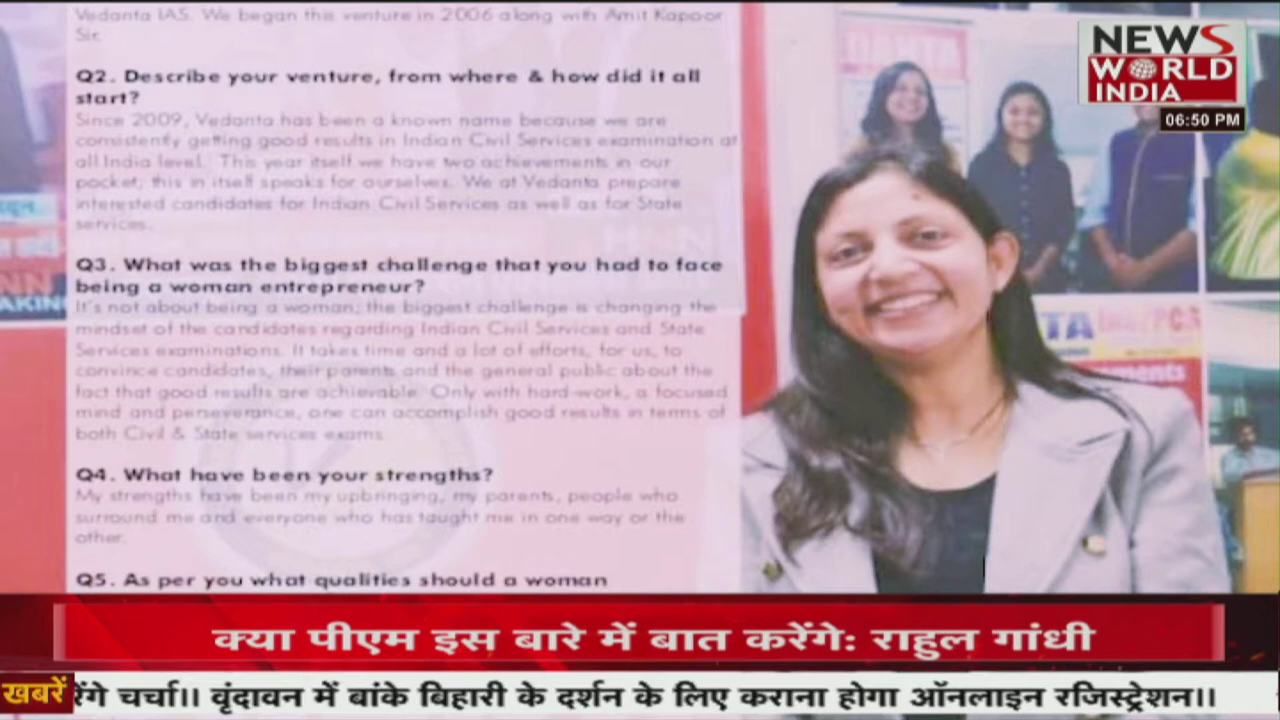 Vedanta IAS. We began this venture in 2006 along with Amit Kapoor
Sir.
Q2. Describe your venture, from where & how did it all
start?
Since 2009, Vedanta has been a known name because we are
consistently getting good results in Indian Civil Services examination at
all India level. This year itself we have two achievements in our
pocket; this in itself speaks for ourselves. We at Vedanta prepare
interested candidates for Indian Civil Services as well as for State
services.
Q3. What was the biggest challenge that you had to face
being a woman entrepreneur?
It's not about being a woman; the biggest challenge is changing the
mindset of the candidates regarding Indian Civil Services and State
Services examinations. It takes time and a lot of efforts, for us, to
convince candidates, their parents and the general public about the
fact that good results are achievable. Only with hard-work, a focused
mind and perseverance, one can accomplish good results in terms of
both Civil & State services exams.
Q4. What have been your strengths?
My strengths have been my upbringing, my parents, people who
surround me and everyone who has taught me in one way or the
other.
Q5. As per you what qualities should a woman
NEWS
WORLD
INDIA
06:50 PM
क्या पीएम इस बारे में बात करेंगे: राहुल गांधी
खबरें
रेंगे चर्चा।। वृंदावन में बांके बिहारी के दर्शन के लिए कराना होगा ऑनलाइन रजिस्ट्रेशन।।